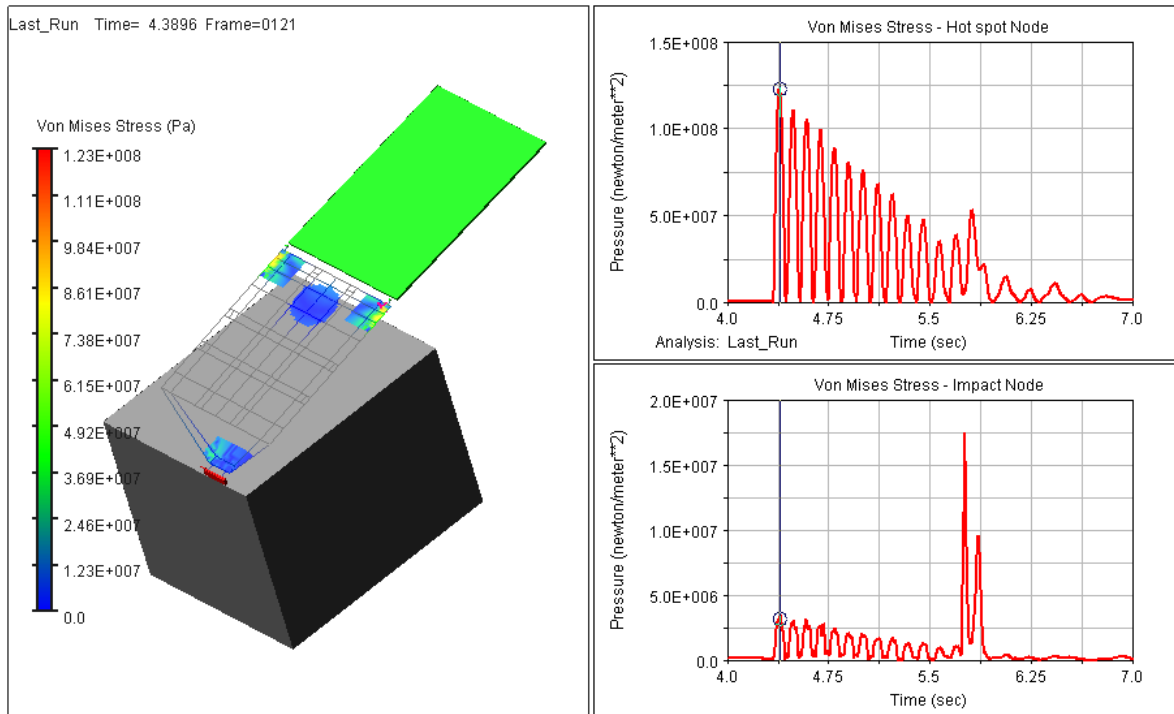 Last_Run Time= 4.3896 Frame=0121
Von Mises Stress (Pa)
1.23E+008
1.11E+008
9.84E+007
8.61E+007
7.38E+007
6.15E+007
4.92E+007
3.69E+007
2.46E+007
1.23E+007
0.0
Von Mises Stress - Hot spot Node
Pressure (newton/meter**2)
1.5E+008
1.0E+008
5.0E+007
0.0
4.0 4.75 5.5 6.25 7.0
Analysis: Last_Run Time (sec)
Von Mises Stress - Impact Node
Pressure (newton/meter**2)
2.0E+007
1.5E+007
1.0E+007
5.0E+006
0.0
4.0 4.75 5.5 6.25 7.0
Time (sec)